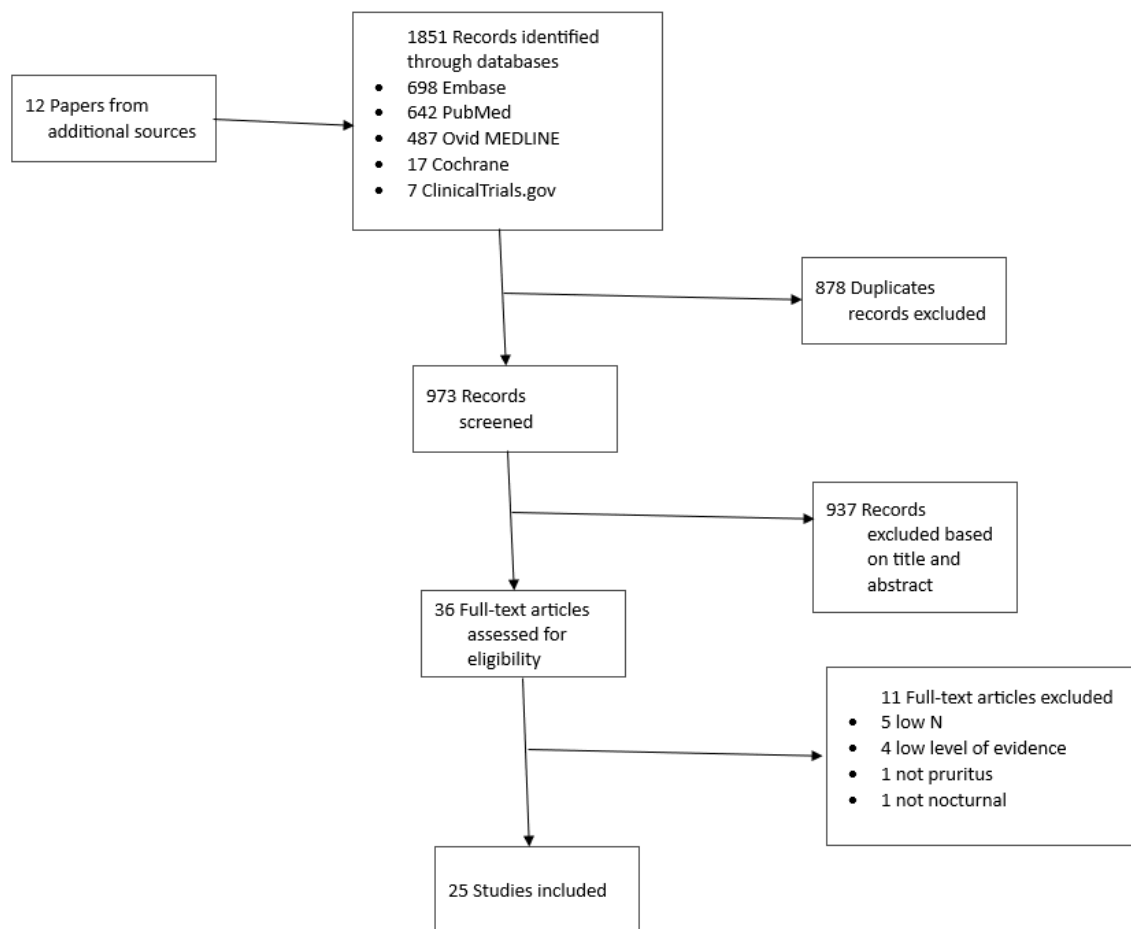 1851 Records identified
through databases
• 698 Embase
• 642 PubMed
• 487 Ovid MEDLINE
• 17 Cochrane
• 7 ClinicalTrials.gov
12 Papers from
additional sources
878 Duplicates
records excluded
973 Records
screened
937 Records
excluded based
on title and
abstract
36 Full-text articles
assessed for
eligibility
11 Full-text articles excluded
• 5 low N
• 4 low level of evidence
• 1 not pruritus
• 1 not nocturnal
25 Studies included